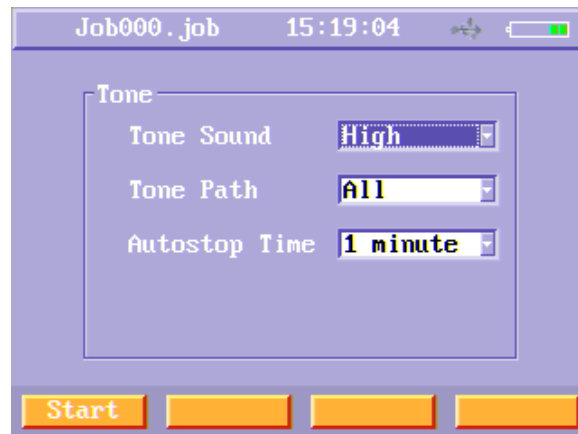 Job000.job 15:19:04
Tone
Tone Sound High
Tone Path All
Autostop Time 1 minute
Start